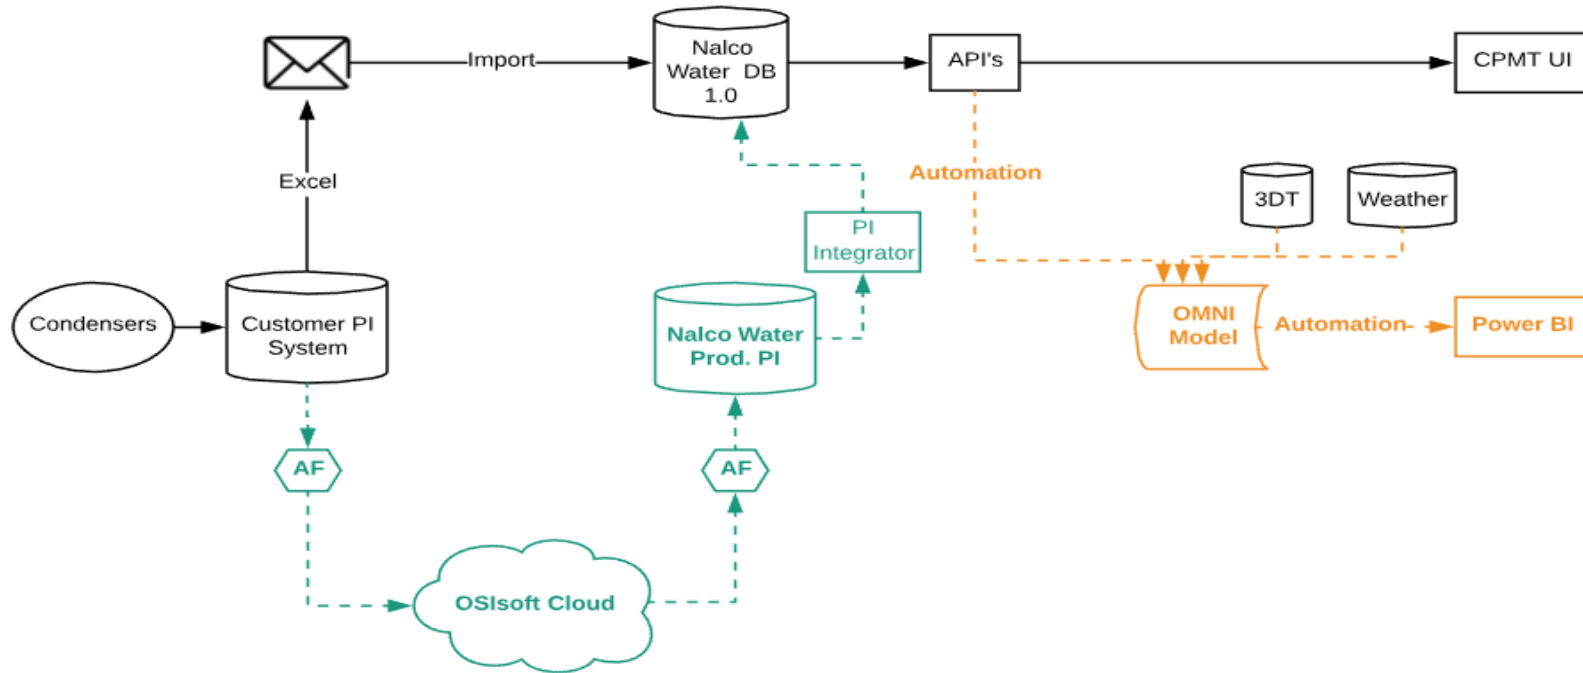 Import
Nalco
Water DB
1.0
API's
CPMT UI
Excel
Automation
3DT
Weather
PI
Integrator
Condensers
Customer PI
System
Nalco Water
Prod. PI
OMNI
Model
Automation
Power BI
AF
AF
OSIsoft Cloud